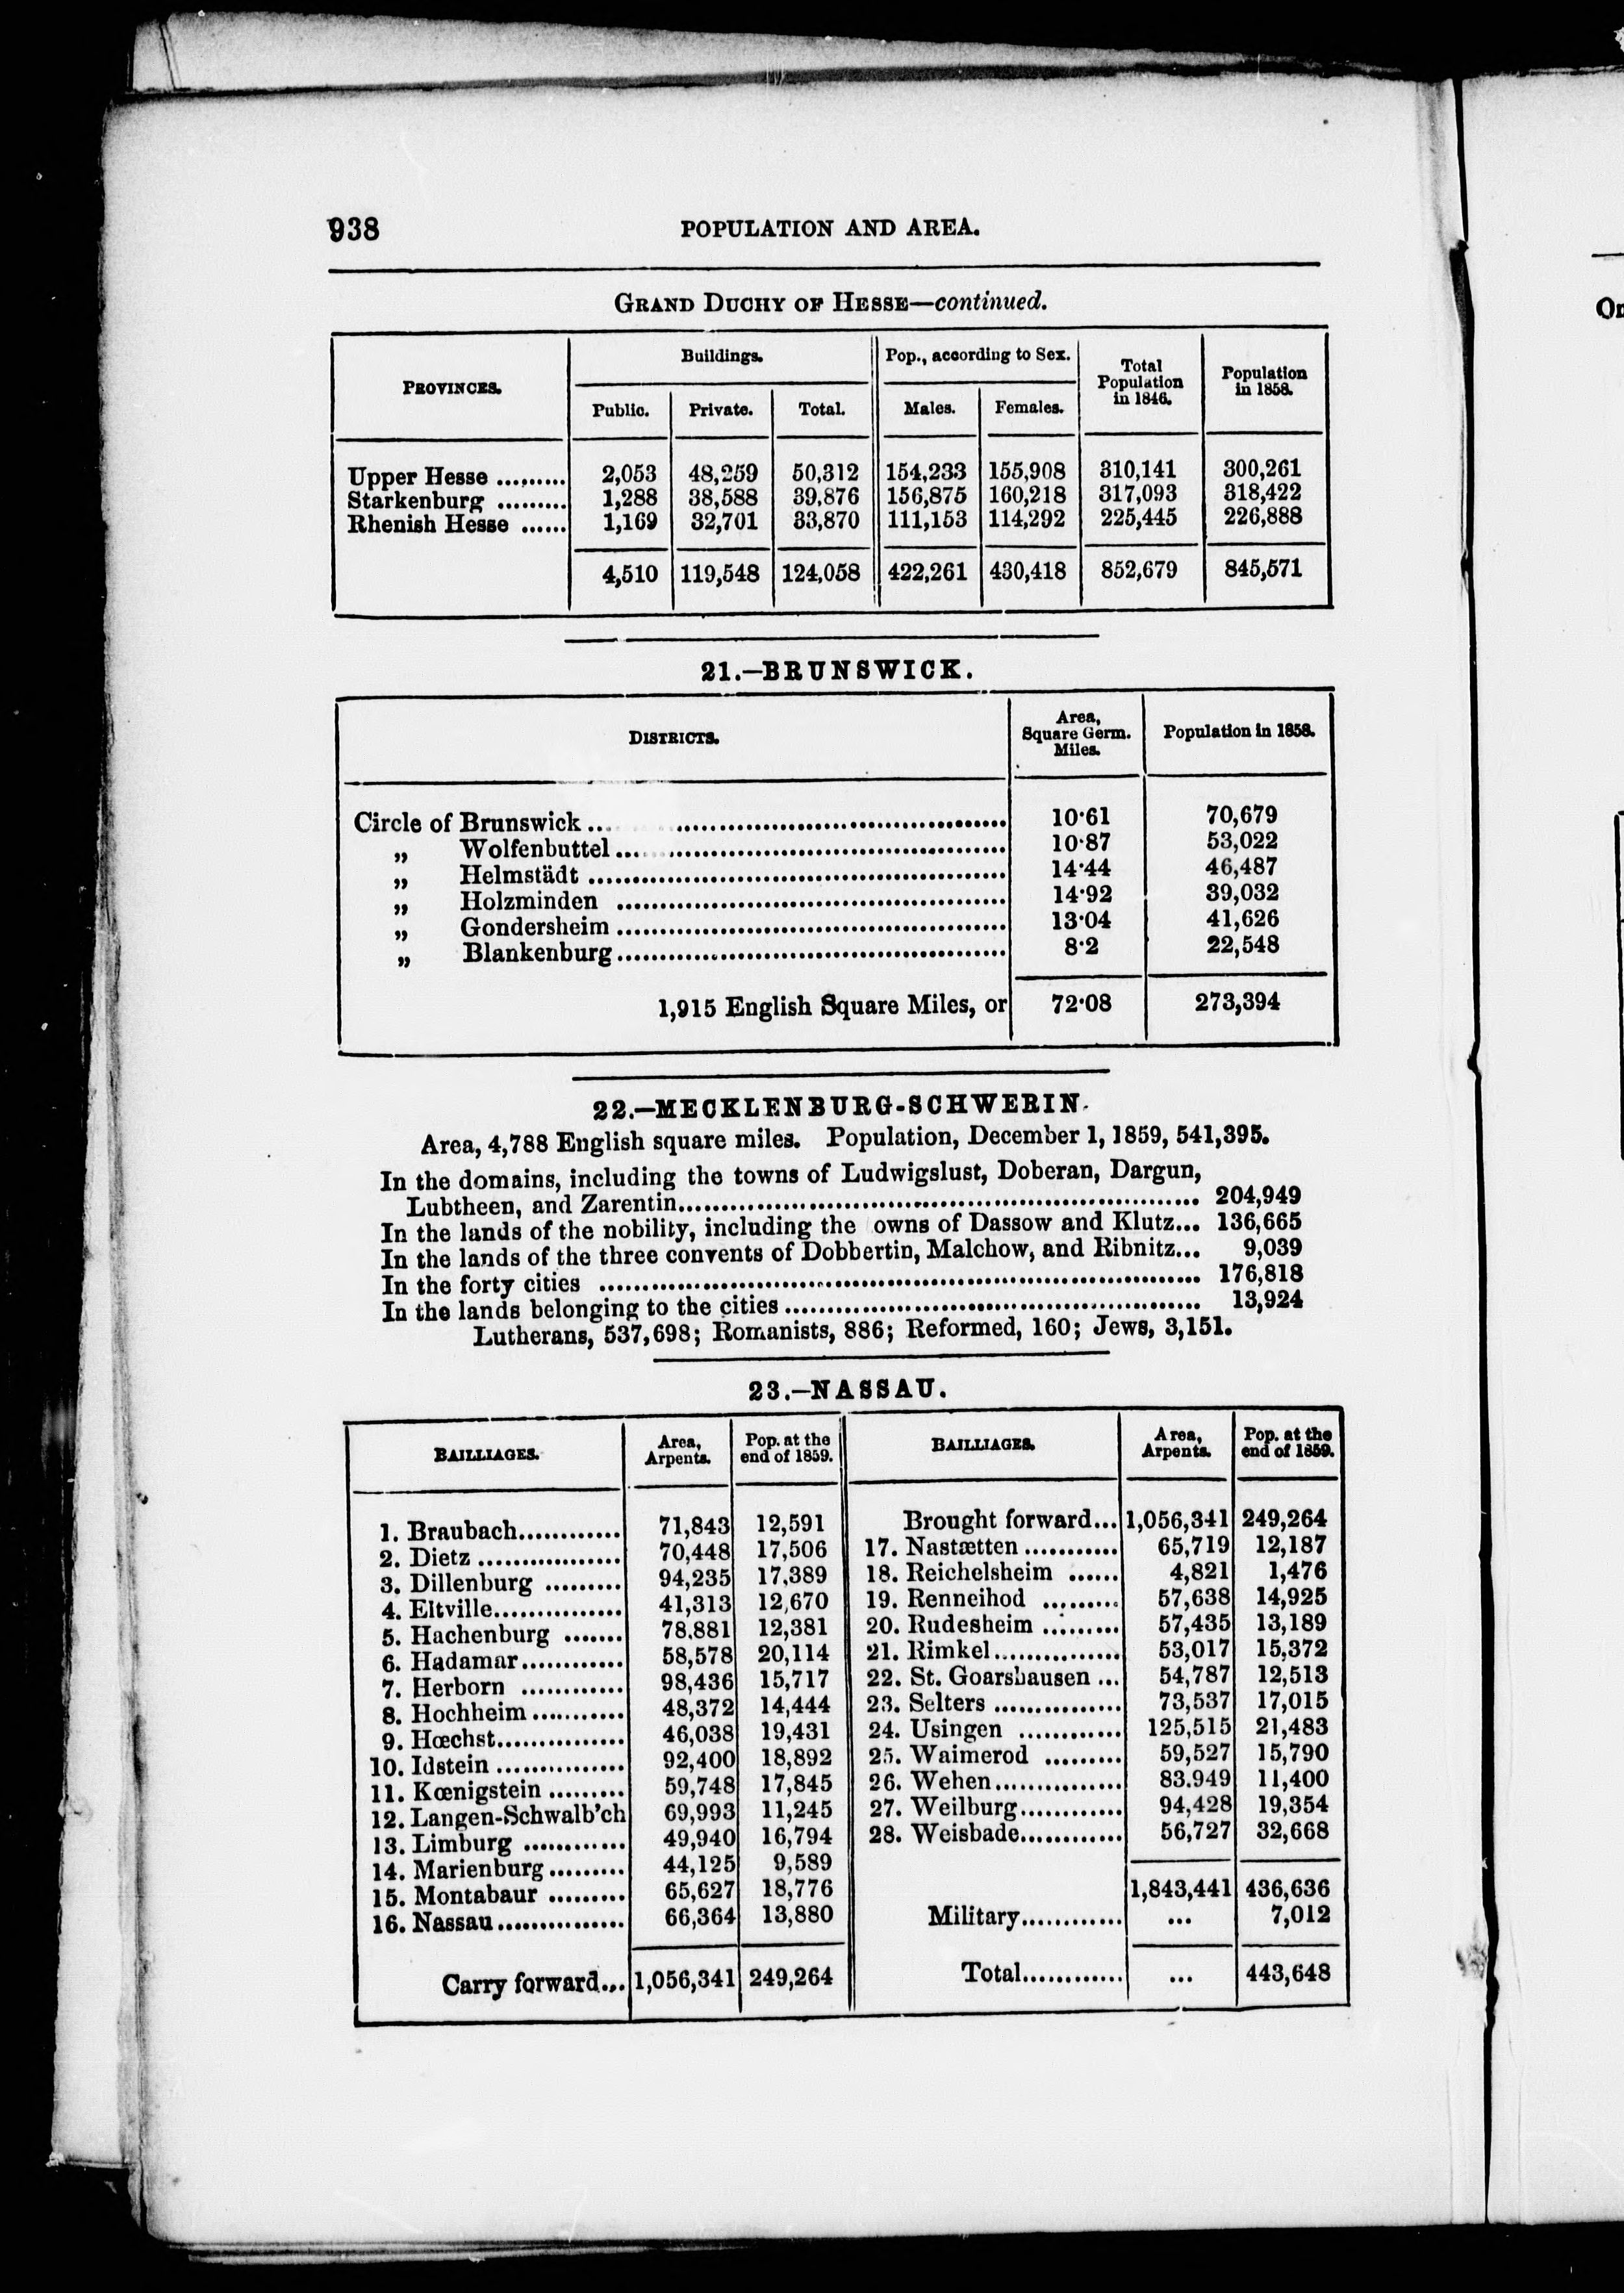 938 POPULATION AND AREA.
GRAND DUCHY OF HESSE—continued.
PROVINCES. Buildings. Pop., according to Sex. Total Population in 1846. Population in 1858.
Public. Private. Total. Males. Females.
Upper Hesse ......... 2,053 48,259 50,312 154,233 155,908 310,141 300,261
Starkenburg ......... 1,288 38,588 39,876 156,875 160,218 317,093 318,422
Rhenish Hesse ...... 1,169 32,701 33,870 111,153 114,292 225,445 226,888
4,510 119,548 124,058 422,261 430,418 852,679 845,571
21.—BRUNSWICK.
DISTRICTS. Area, Square Germ. Miles. Population in 1858.
Circle of Brunswick ... 10·61 70,679
„ Wolfenbuttel ... 10·87 53,022
„ Helmstädt ... 14·44 46,487
„ Holzminden ... 14·92 39,032
„ Gondersheim ... 13·04 41,626
„ Blankenburg ... 8·2 22,548
1,915 English Square Miles, or 72·08 273,394
22.—MECKLENBURG-SCHWERIN.
Area, 4,788 English square miles. Population, December 1, 1859, 541,395.
In the domains, including the towns of Ludwigslust, Doberan, Dargun,
Lubtheen, and Zarentin... 204,949
In the lands of the nobility, including the owns of Dassow and Klutz... 136,665
In the lands of the three convents of Dobbertin, Malchow, and Ribnitz... 9,039
In the forty cities ... 176,818
In the lands belonging to the cities ... 13,924
Lutherans, 537,698; Romanists, 886; Reformed, 160; Jews, 3,151.
23.—NASSAU.
BAILLIAGES. Area, Arpents. Pop. at the end of 1859. BAILLIAGES. Area, Arpents. Pop. at the end of 1859.
1. Braubach............ 71,843 12,591 Brought forward... 1,056,341 249,264
2. Dietz ................. 70,448 17,506 17. Nastætten ........... 65,719 12,187
3. Dillenburg ......... 94,235 17,389 18. Reichelsheim ...... 4,821 1,476
4. Eltville............... 41,313 12,670 19. Renneihod ......... 57,638 14,925
5. Hachenburg ....... 78,881 12,381 20. Rudesheim ......... 57,435 13,189
6. Hadamar............ 58,578 20,114 21. Rimkel............... 53,017 15,372
7. Herborn ............ 98,436 15,717 22. St. Goarshausen ... 54,787 12,513
8. Hochheim ........... 48,372 14,444 23. Selters ............... 73,537 17,015
9. Hœchst............... 46,038 19,431 24. Usingen ............ 125,515 21,483
10. Idstein ............... 92,400 18,892 25. Waimerod ......... 59,527 15,790
11. Kœnigstein ......... 59,748 17,845 26. Wehen............... 83.949 11,400
12. Langen-Schwalb'ch 69,993 11,245 27. Weilburg............ 94,428 19,354
13. Limburg ............ 49,940 16,794 28. Weisbade............ 56,727 32,668
14. Marienburg ......... 44,125 9,589
15. Montabaur ......... 65,627 18,776 1,843,441 436,636
16. Nassau ............... 66,364 13,880 Military............ ... 7,012
Carry forward... 1,056,341 249,264 Total............ ... 443,648